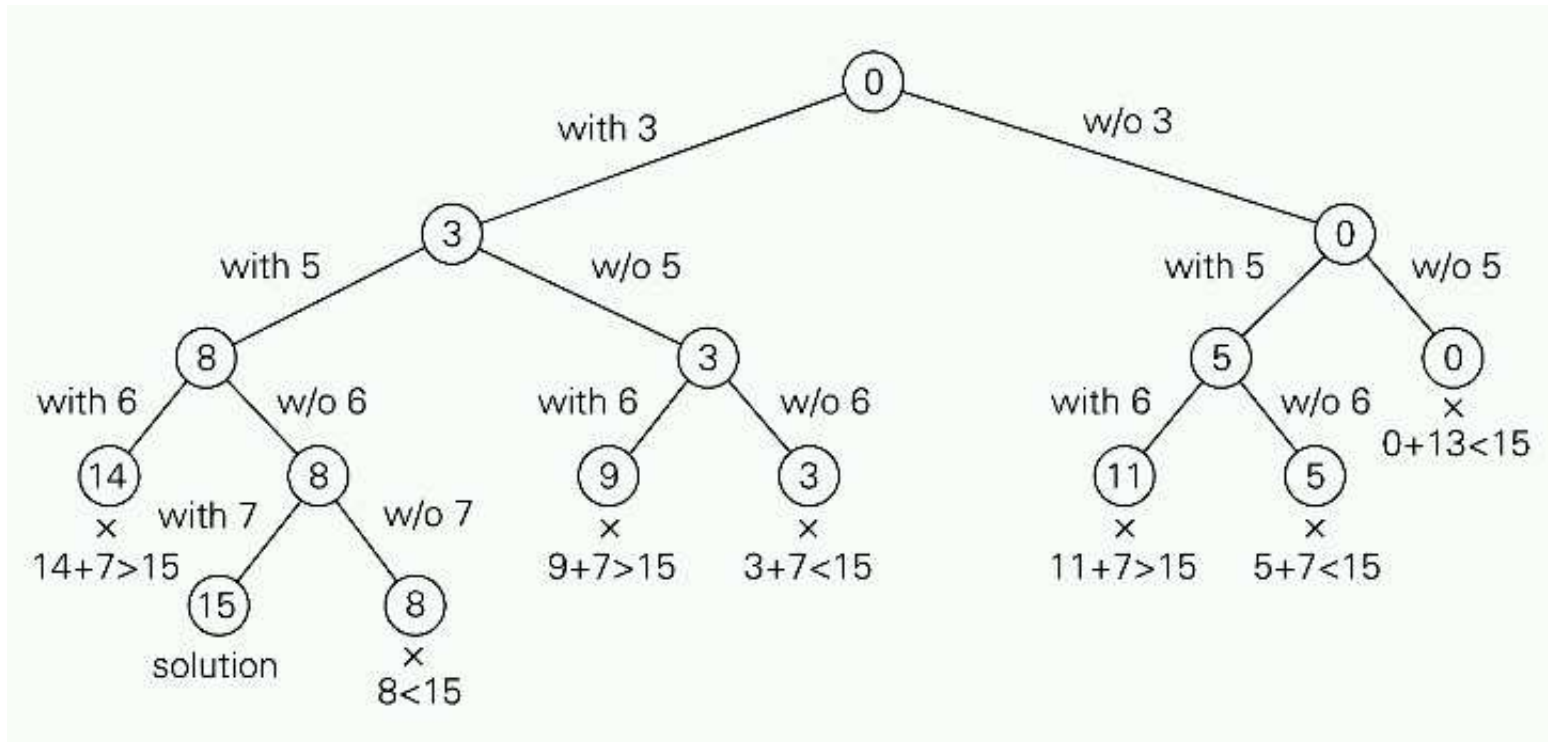 0
with 3
w/o 3
3
0
with 5
w/o 5
with 5
w/o 5
8
3
5
0
with 6
w/o 6
with 6
w/o 6
with 6
w/o 6
×
0+13<15
14
8
9
3
11
5
×
with 7
w/o 7
×
×
×
×
14+7>15
9+7>15
3+7<15
11+7>15
5+7<15
15
8
solution
×
8<15